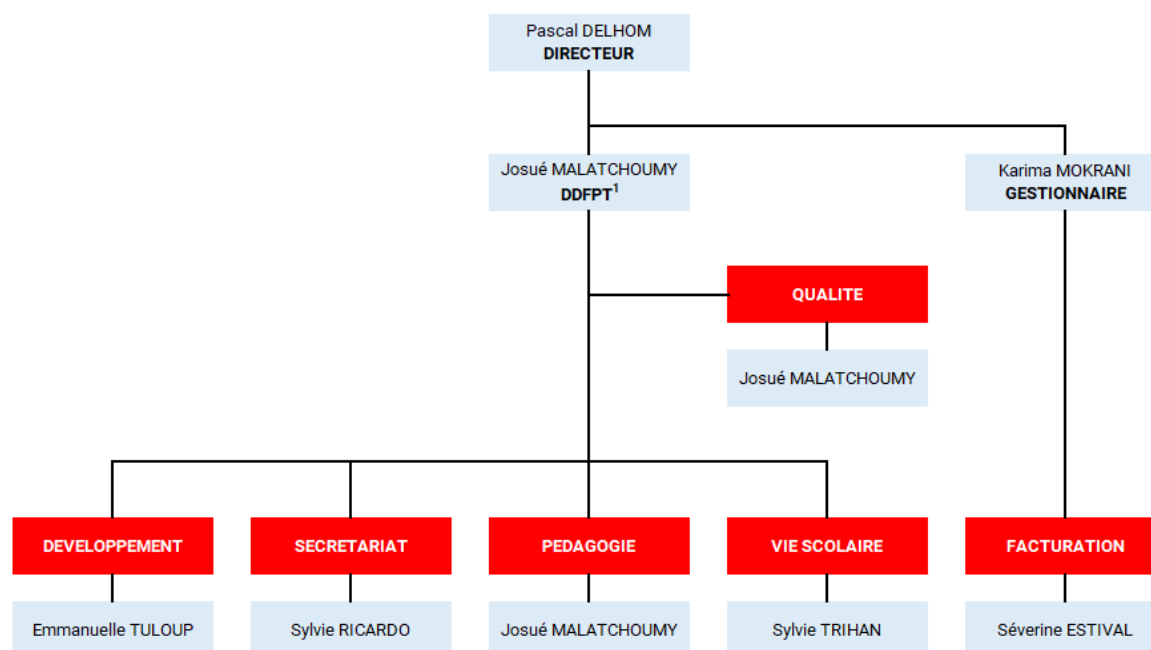 Pascal DELHOM
DIRECTEUR
Josué MALATCHOUMY
DDFPT¹
Karima MOKRANI
GESTIONNAIRE
QUALITE
Josué MALATCHOUMY
DEVELOPPEMENT
SECRETARIAT
PEDAGOGIE
VIE SCOLAIRE
FACTURATION
Emmanuelle TULOUP
Sylvie RICARDO
Josué MALATCHOUMY
Sylvie TRIHAN
Séverine ESTIVAL